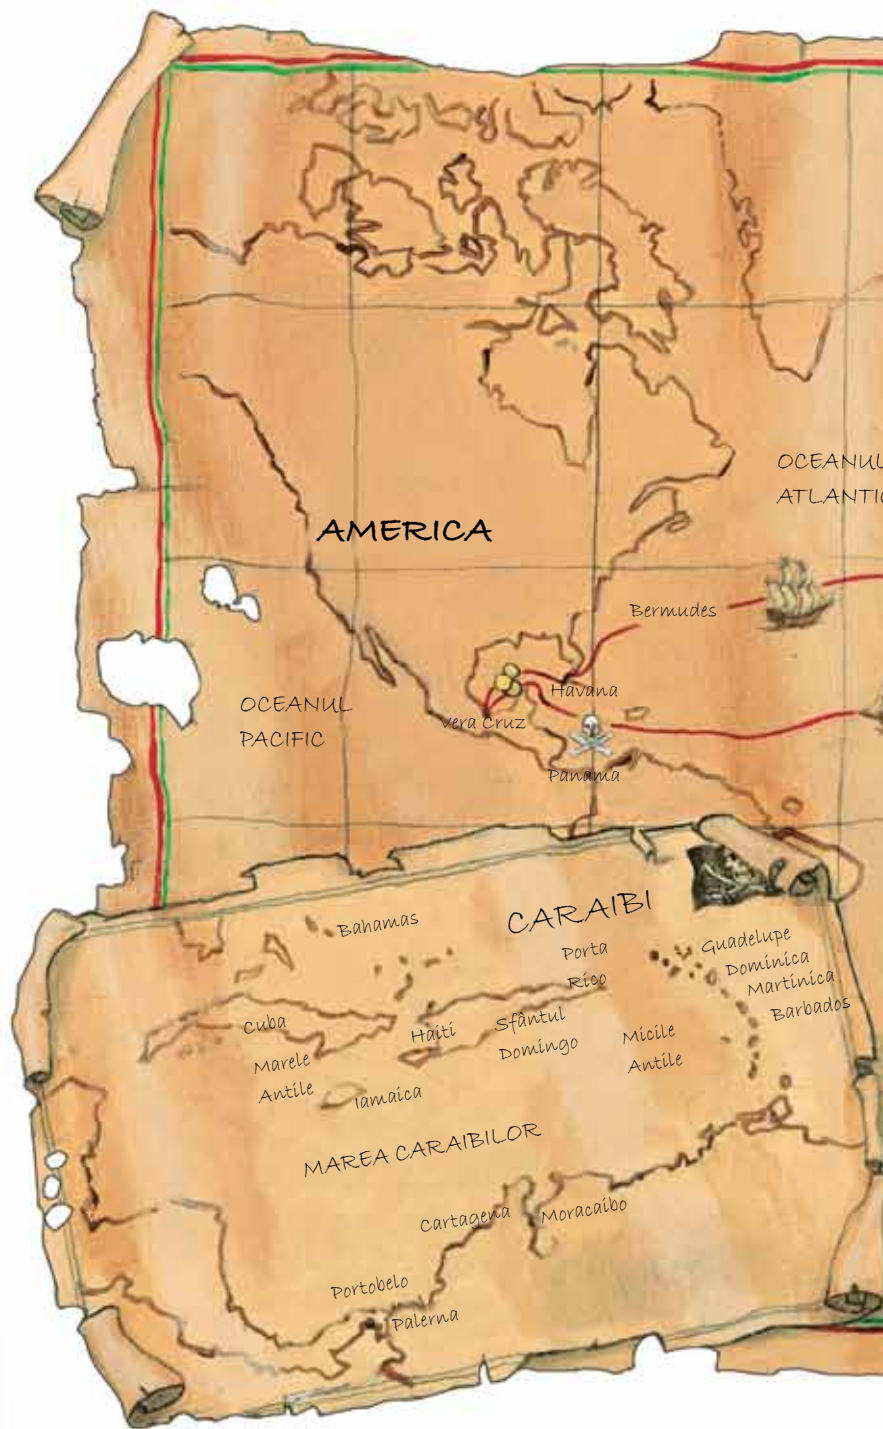 OCEANUL
ATLANTIC
AMERICA
Bermudes
OCEANUL
PACIFIC
Havana
Vera Cruz
Panama
CARAIBI
Bahamas
Porta
Rico
Guadelupe
Dominica
Martinica
Barbados
Cuba
Haiti
Sfântul
Domingo
Micile
Antile
Marele
Antile
Iamaica
MAREA CARAIBILOR
Cartagena
Moracaibo
Portobelo
Palerna